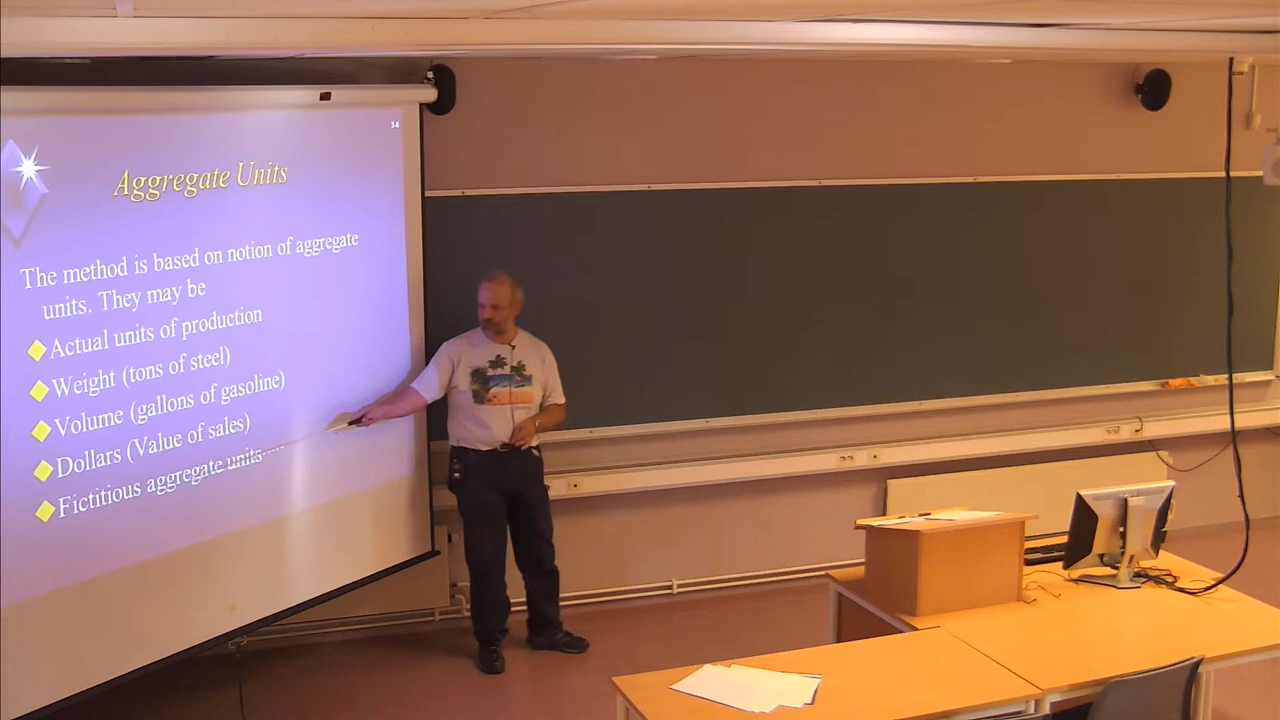 34
Aggregate Units
The method is based on notion of aggregate
units. They may be
Actual units of production
Weight (tons of steel)
Volume (gallons of gasoline)
Dollars (Value of sales)
Fictitious aggregate units